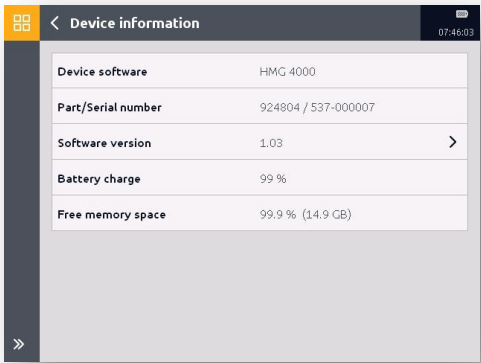 Device information
07:46:03
Device software HMG 4000
Part/Serial number 924804 / 537-000007
Software version 1.03
Battery charge 99 %
Free memory space 99.9 % (14.9 GB)